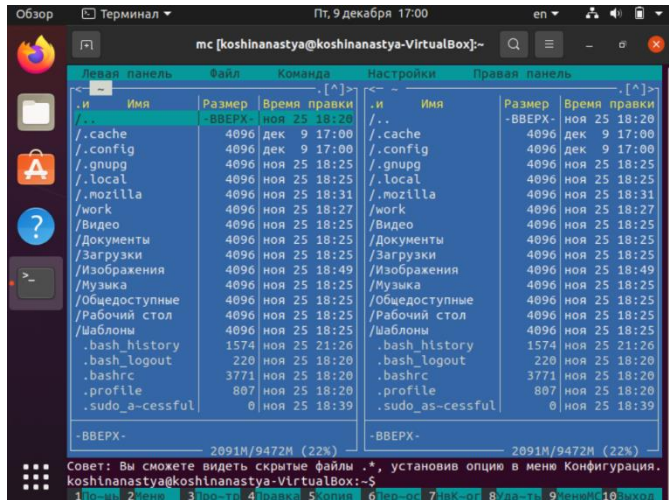 Обзор Терминал Пт, 9 декабря 17:00 en
mc [koshinanastya@koshinanastya-VirtualBox]:~
Левая панель Файл Команда Настройки Правая панель
<─ ~ ─.[^]> <─ ~ ─.[^]>
.и Имя Размер Время правки .и Имя Размер Время правки
/.. -ВВЕРХ- ноя 25 18:20 /.. -ВВЕРХ- ноя 25 18:20
/.cache 4096 дек 9 17:00 /.cache 4096 дек 9 17:00
/.config 4096 дек 9 17:00 /.config 4096 дек 9 17:00
/.gnupg 4096 ноя 25 18:25 /.gnupg 4096 ноя 25 18:25
/.local 4096 ноя 25 18:25 /.local 4096 ноя 25 18:25
/.mozilla 4096 ноя 25 18:31 /.mozilla 4096 ноя 25 18:31
/work 4096 ноя 25 18:27 /work 4096 ноя 25 18:27
/Видео 4096 ноя 25 18:25 /Видео 4096 ноя 25 18:25
/Документы 4096 ноя 25 18:25 /Документы 4096 ноя 25 18:25
/Загрузки 4096 ноя 25 18:25 /Загрузки 4096 ноя 25 18:25
/Изображения 4096 ноя 25 18:49 /Изображения 4096 ноя 25 18:49
/Музыка 4096 ноя 25 18:25 /Музыка 4096 ноя 25 18:25
/Общедоступные 4096 ноя 25 18:25 /Общедоступные 4096 ноя 25 18:25
/Рабочий стол 4096 ноя 25 18:25 /Рабочий стол 4096 ноя 25 18:25
/Шаблоны 4096 ноя 25 18:25 /Шаблоны 4096 ноя 25 18:25
.bash_history 1574 ноя 25 21:26 .bash_history 1574 ноя 25 21:26
.bash_logout 220 ноя 25 18:20 .bash_logout 220 ноя 25 18:20
.bashrc 3771 ноя 25 18:20 .bashrc 3771 ноя 25 18:20
.profile 807 ноя 25 18:20 .profile 807 ноя 25 18:20
.sudo_a~cessful 0 ноя 25 18:39 .sudo_as~cessful 0 ноя 25 18:39
-ВВЕРХ- -ВВЕРХ-
2091M/9472M (22%) 2091M/9472M (22%)
Совет: Вы сможете видеть скрытые файлы .*, установив опцию в меню Конфигурация.
koshinanastya@koshinanastya-VirtualBox:~$
1По~щь 2Меню 3Про~тр 4Правка 5Копия 6Пер~ос 7НвК~ог 8Уда~ть 9МенюМС 10Выход